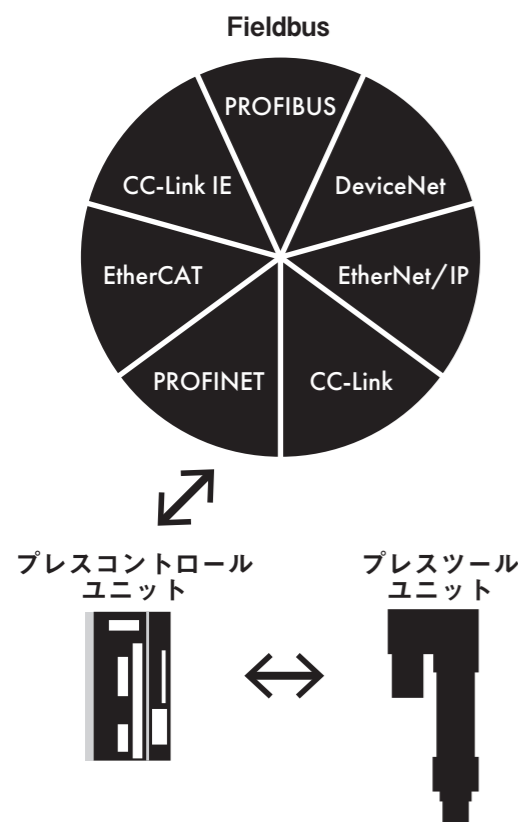 Fieldbus
PROFIBUS
CC-Link IE
DeviceNet
EtherCAT
EtherNet/IP
PROFINET
CC-Link
プレスコントロール
ユニット
プレスツール
ユニット